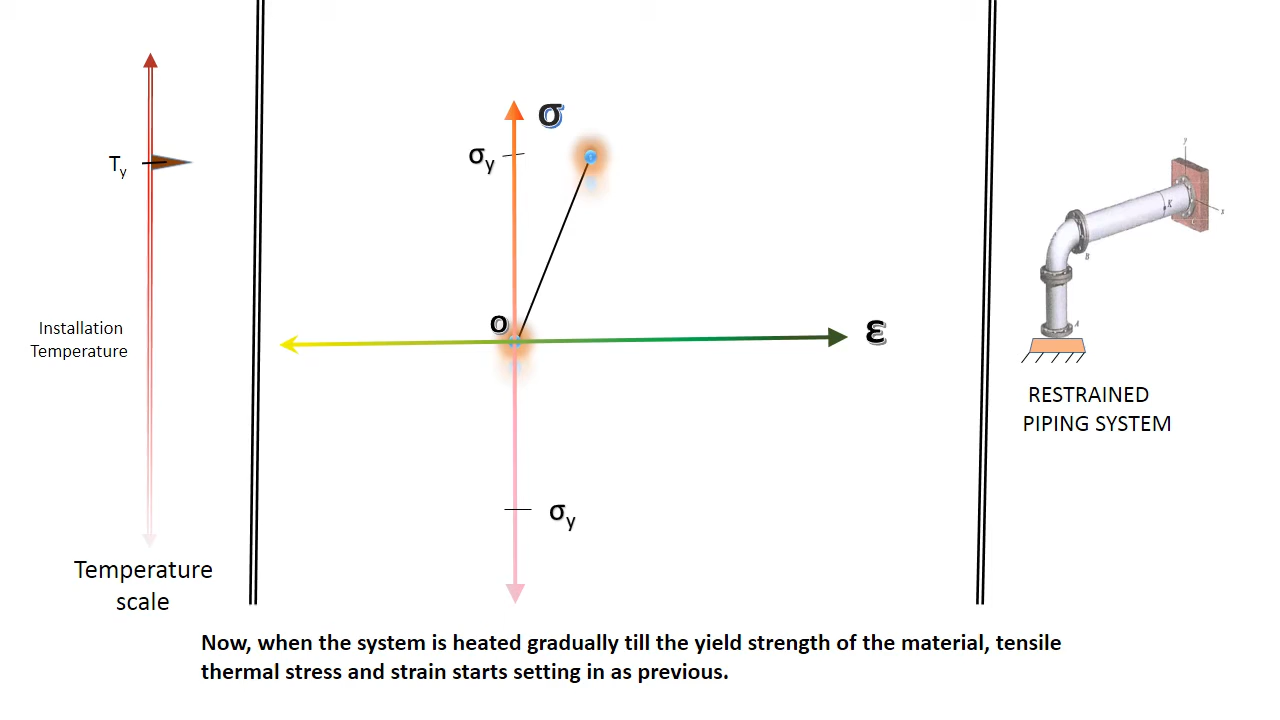 σ
σy
Ty
o
ε
Installation
Temperature
y
K
x
B
A
RESTRAINED
PIPING SYSTEM
σy
Temperature
scale
Now, when the system is heated gradually till the yield strength of the material, tensile
thermal stress and strain starts setting in as previous.